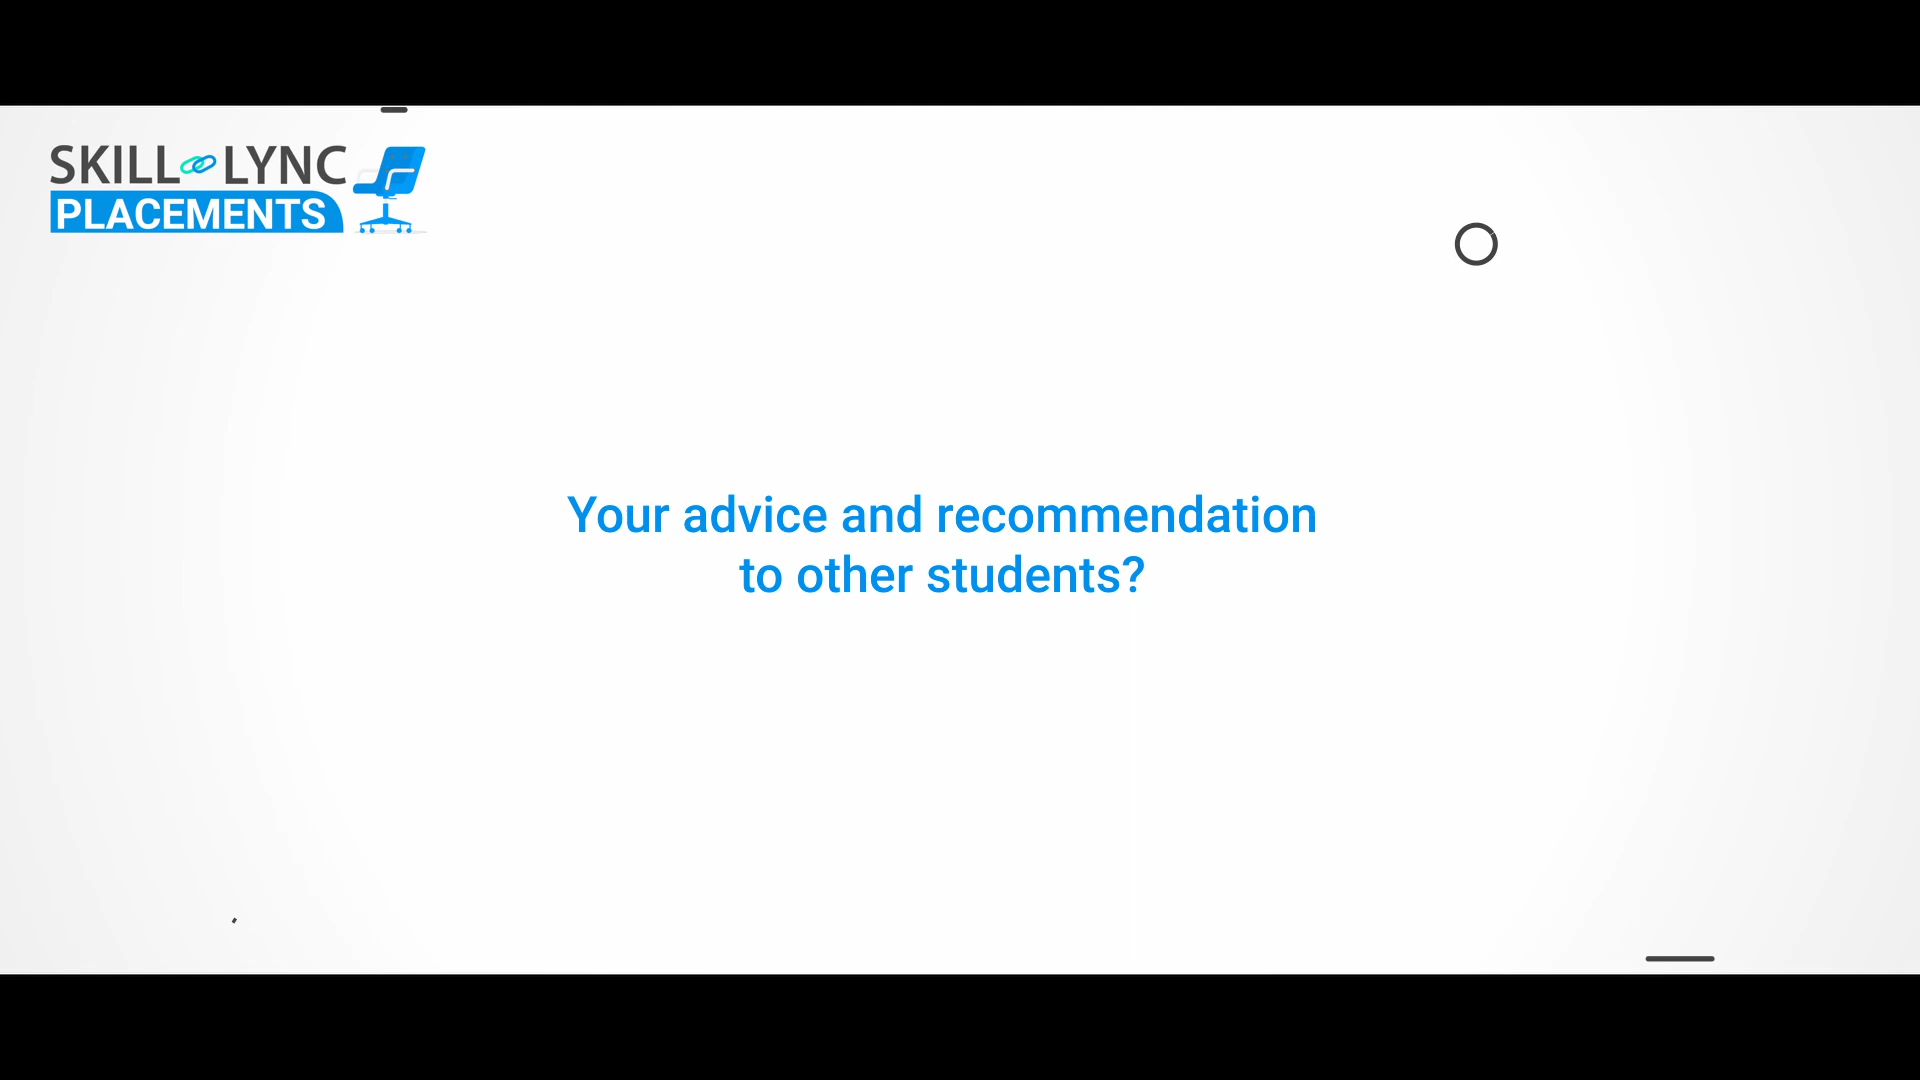 SKILL LYNC
PLACEMENTS
Your advice and recommendation
to other students?